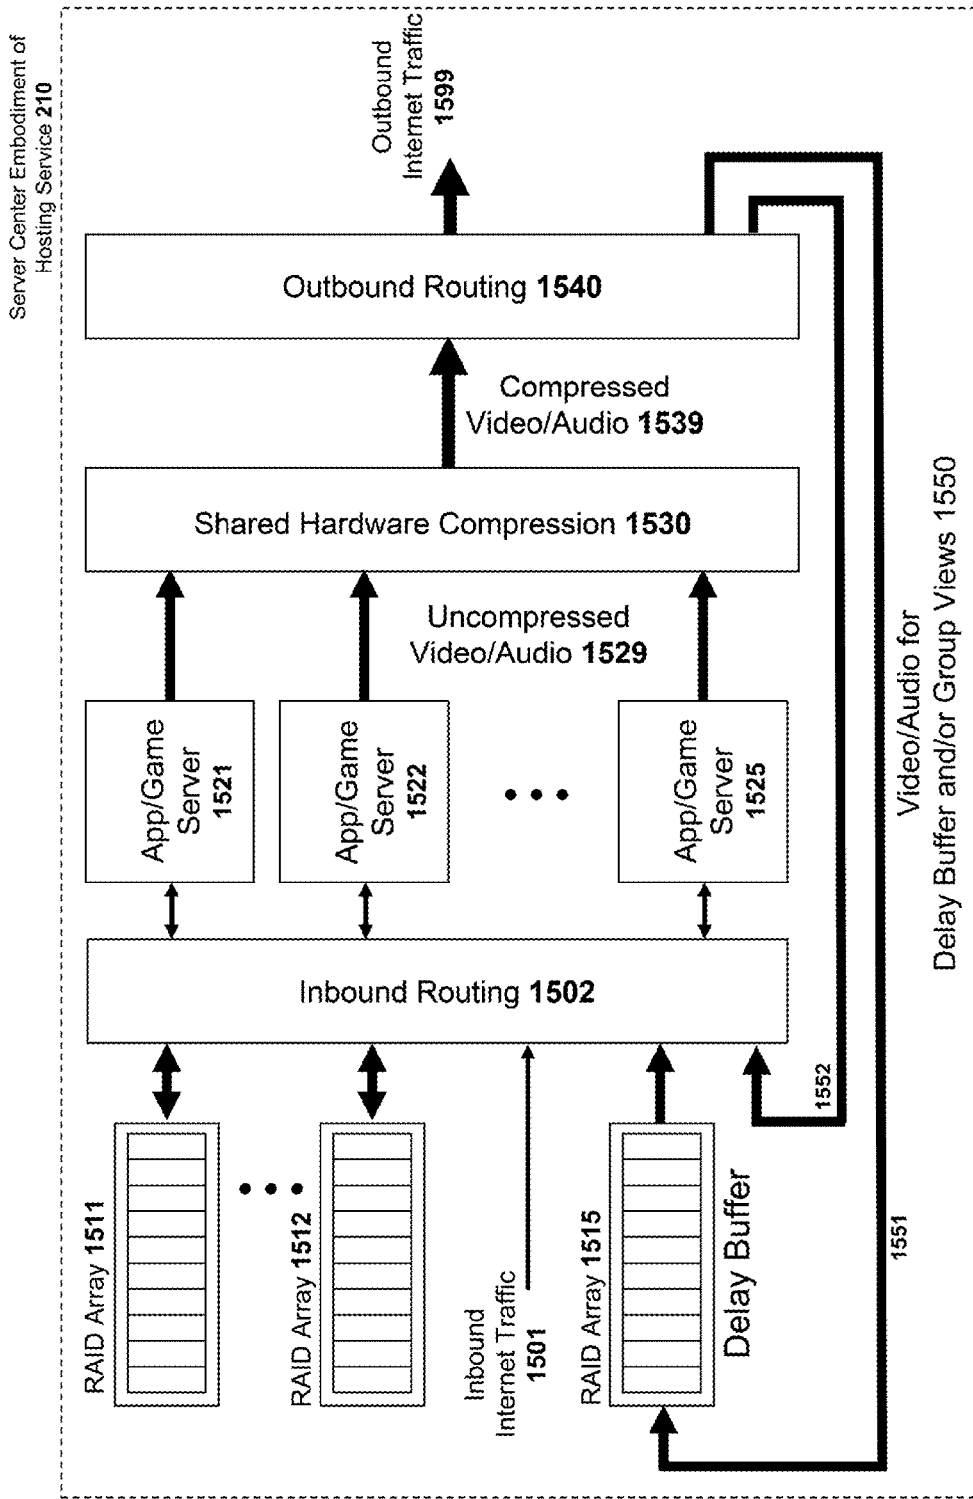 Server Center Embodiment of
Hosting Service 210
Outbound
Internet Traffic
1599
Outbound Routing 1540
Compressed
Video/Audio 1539
Shared Hardware Compression 1530
Uncompressed
Video/Audio 1529
App/Game
Server
1521
App/Game
Server
1522
App/Game
Server
1525
Inbound Routing 1502
RAID Array 1511
RAID Array 1512
Inbound
Internet Traffic
1501
RAID Array 1515
Delay Buffer
1552
1551
Video/Audio for
Delay Buffer and/or Group Views 1550